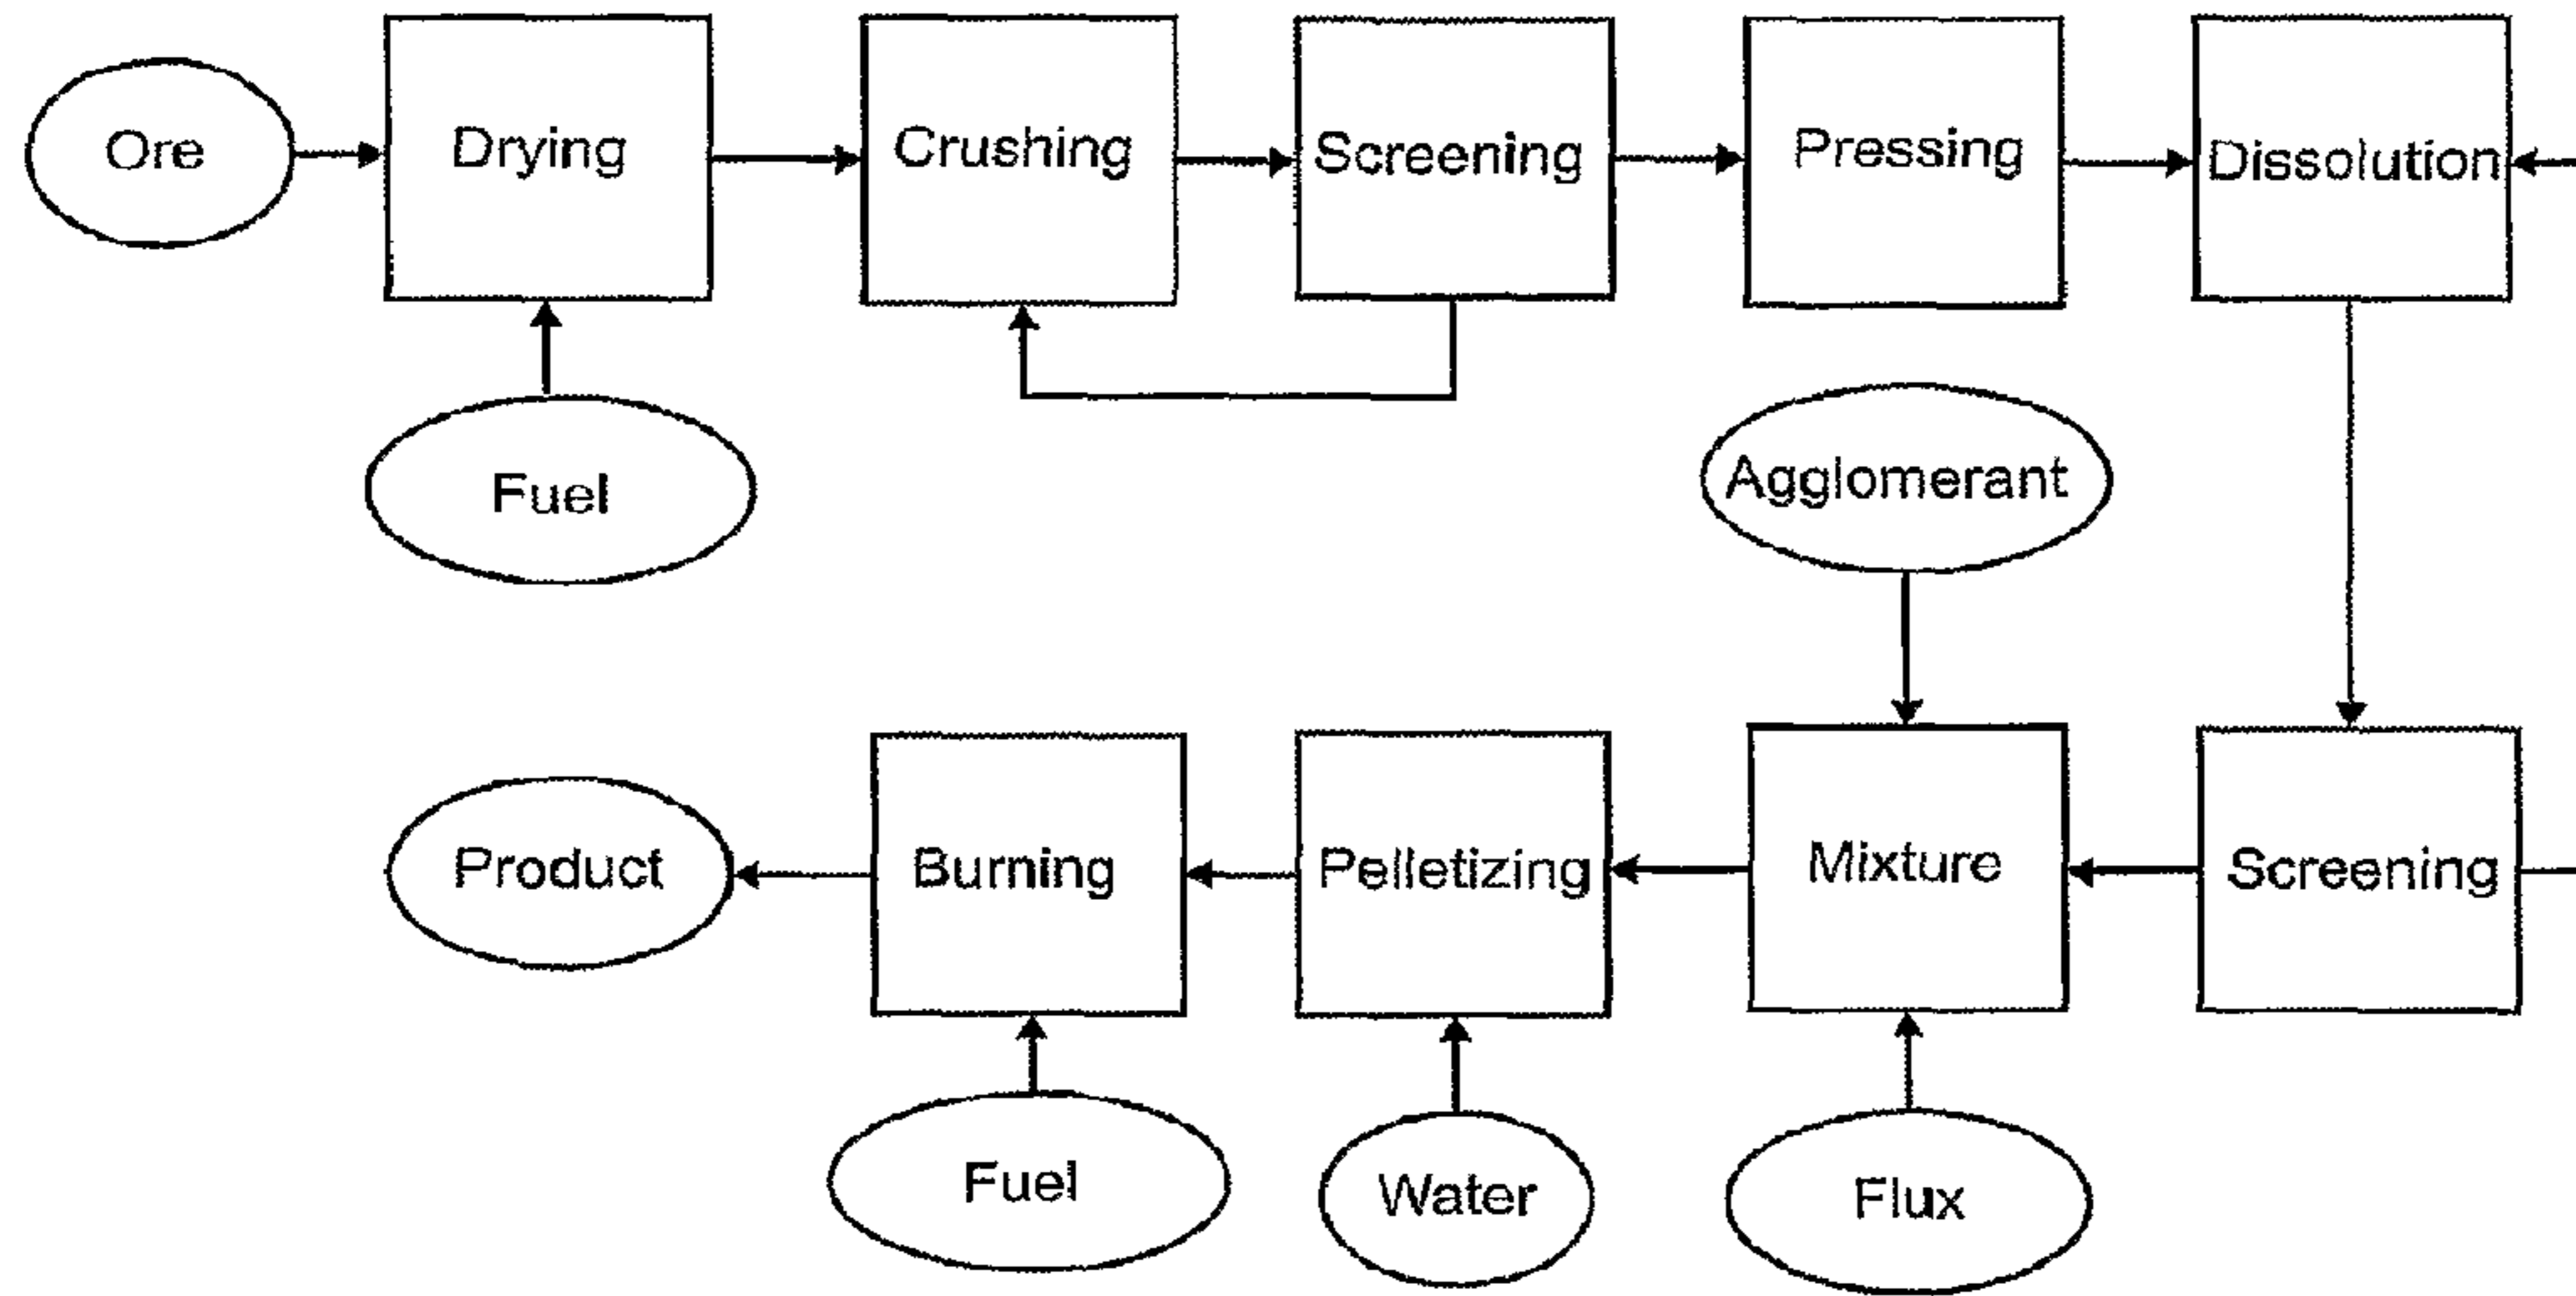 Ore
Drying
Crushing
Screening
Pressing
Dissolution
Fuel
Agglomerant
Product
Burning
Pelletizing
Mixture
Screening
Fuel
Water
Flux